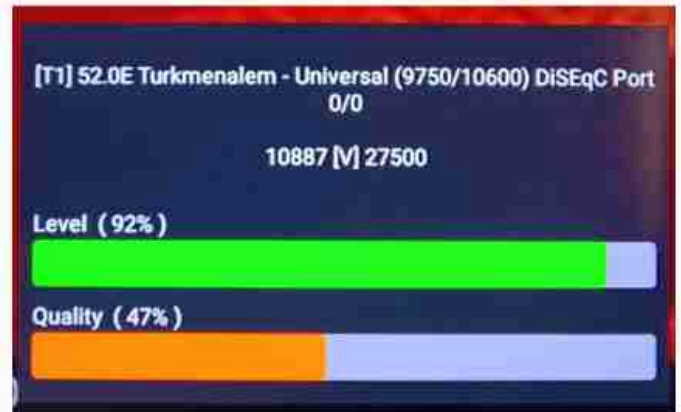 [T1] 52.0E Turkmenalem - Universal (9750/10600) DiSEqC Port
0/0
10887 [V] 27500
Level ( 92% )
Quality ( 47% )